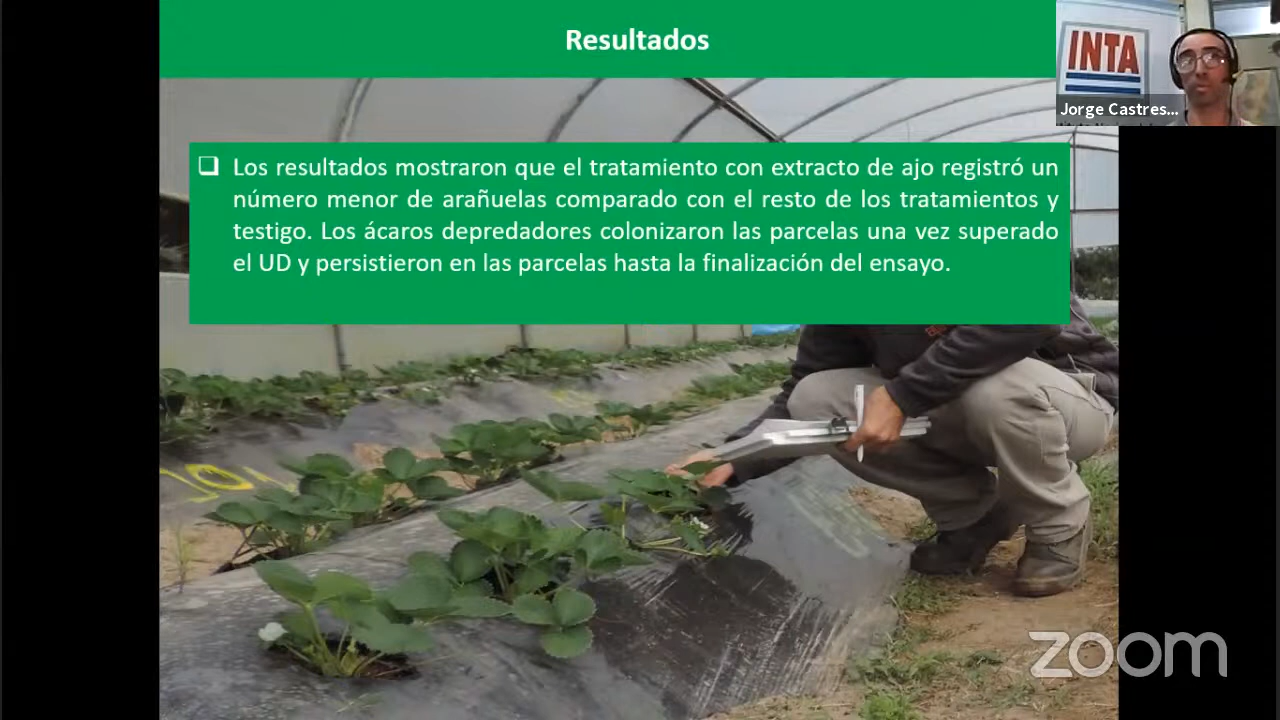 Resultados
INTA
Jorge Castres...
❑ Los resultados mostraron que el tratamiento con extracto de ajo registró un
número menor de arañuelas comparado con el resto de los tratamientos y
testigo. Los ácaros depredadores colonizaron las parcelas una vez superado
el UD y persistieron en las parcelas hasta la finalización del ensayo.
zoom